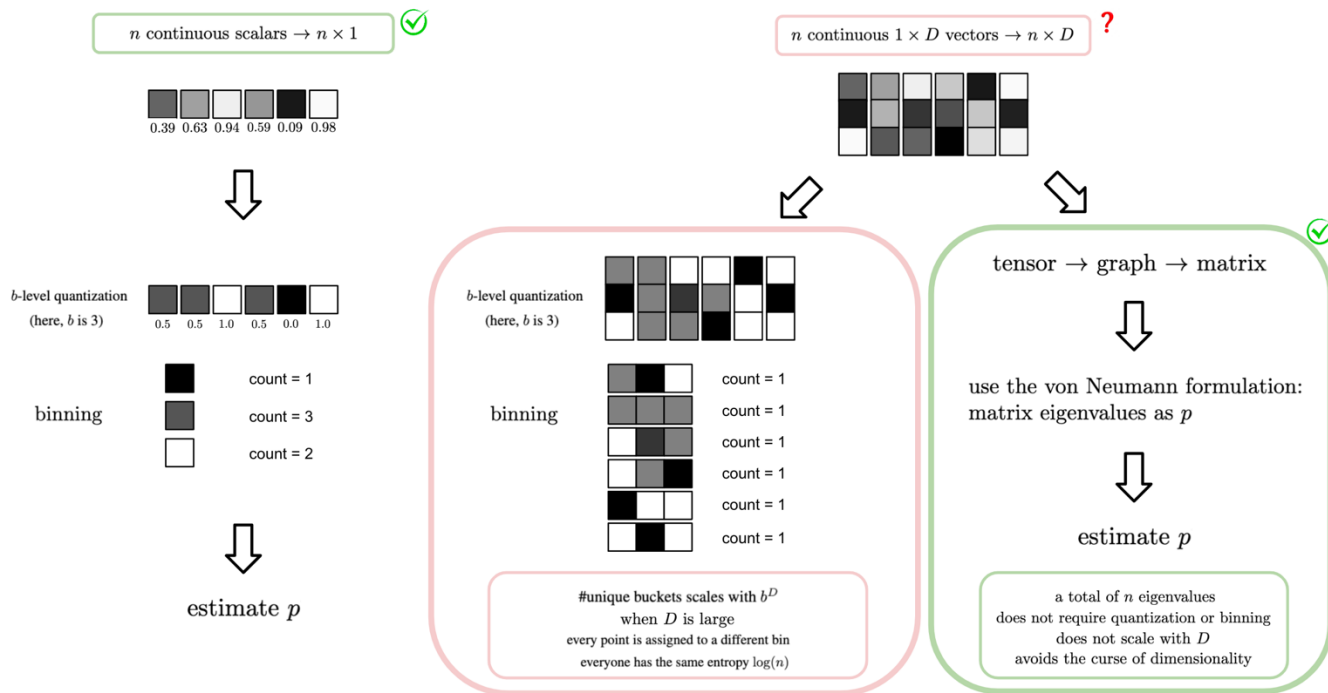 n continuous scalars → n × 1
0.39 0.63 0.94 0.59 0.09 0.98
b-level quantization
(here, b is 3)
0.5 0.5 1.0 0.5 0.0 1.0
binning
count = 1
count = 3
count = 2
estimate p
n continuous 1 × D vectors → n × D
?
b-level quantization
(here, b is 3)
binning
count = 1
count = 1
count = 1
count = 1
count = 1
count = 1
#unique buckets scales with b^D
when D is large
every point is assigned to a different bin
everyone has the same entropy log(n)
tensor → graph → matrix
use the von Neumann formulation:
matrix eigenvalues as p
estimate p
a total of n eigenvalues
does not require quantization or binning
does not scale with D
avoids the curse of dimensionality